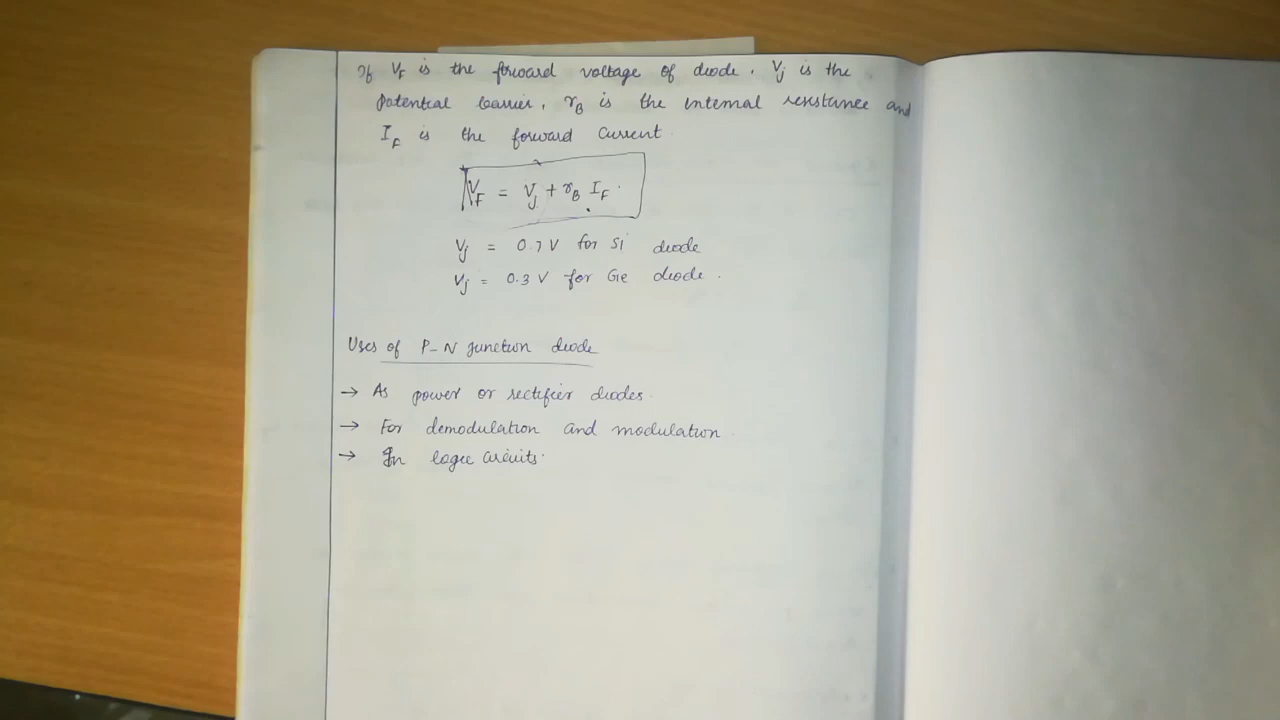 If VF is the forward voltage of diode. Vj is the
potential barrier, rB is the internal resistance and
IF is the forward current
VF = Vj + rB IF.
Vj = 0.7 V for Si diode
Vj = 0.3 V for Ge diode.
Uses of P-N junction diode
→ As power or rectifier diodes.
→ For demodulation and modulation.
→ In logic circuits.